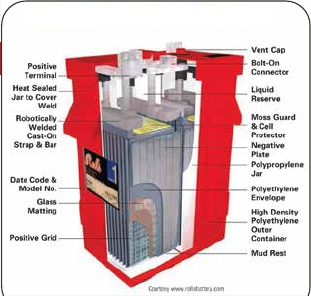 Positive
Terminal
Heat Sealed
Jar to Cover
Weld
Robotically
Welded
Cast-On
Strap & Bar
Date Code &
Model No.
Glass
Matting
Positive Grid
Vent Cap
Bolt-On
Connector
Liquid
Reserve
Moss Guard
& Cell
Protector
Negative
Plate
Polypropylene
Jar
Polyethylene
Envelope
High Density
Polyethylene
Outer
Container
Mud Rest
Courtesy www.rollsbattery.com